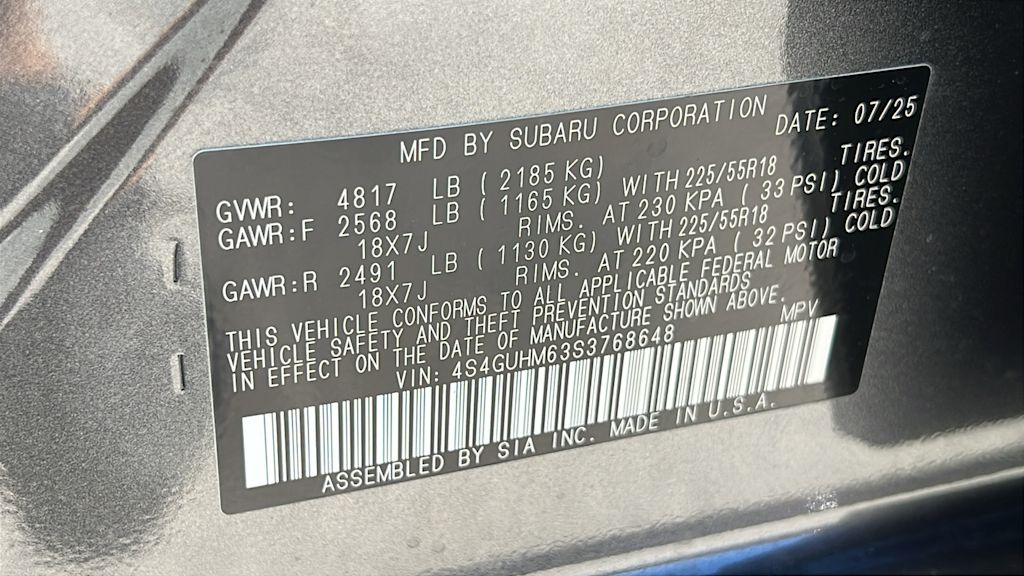 MFD BY SUBARU CORPORATION DATE: 07/25
GVWR: 4817 LB ( 2185 KG)
GAWR:F 2568 LB ( 1165 KG) WITH 225/55R18 TIRES.
18X7J RIMS. AT 230 KPA ( 33 PSI) COLD
GAWR:R 2491 LB ( 1130 KG) WITH 225/55R18 TIRES.
18X7J RIMS. AT 220 KPA ( 32 PSI) COLD
THIS VEHICLE CONFORMS TO ALL APPLICABLE FEDERAL MOTOR
VEHICLE SAFETY AND THEFT PREVENTION STANDARDS
IN EFFECT ON THE DATE OF MANUFACTURE SHOWN ABOVE.
VIN: 4S4GUHM63S3768648 MPV
ASSEMBLED BY SIA INC. MADE IN U.S.A.